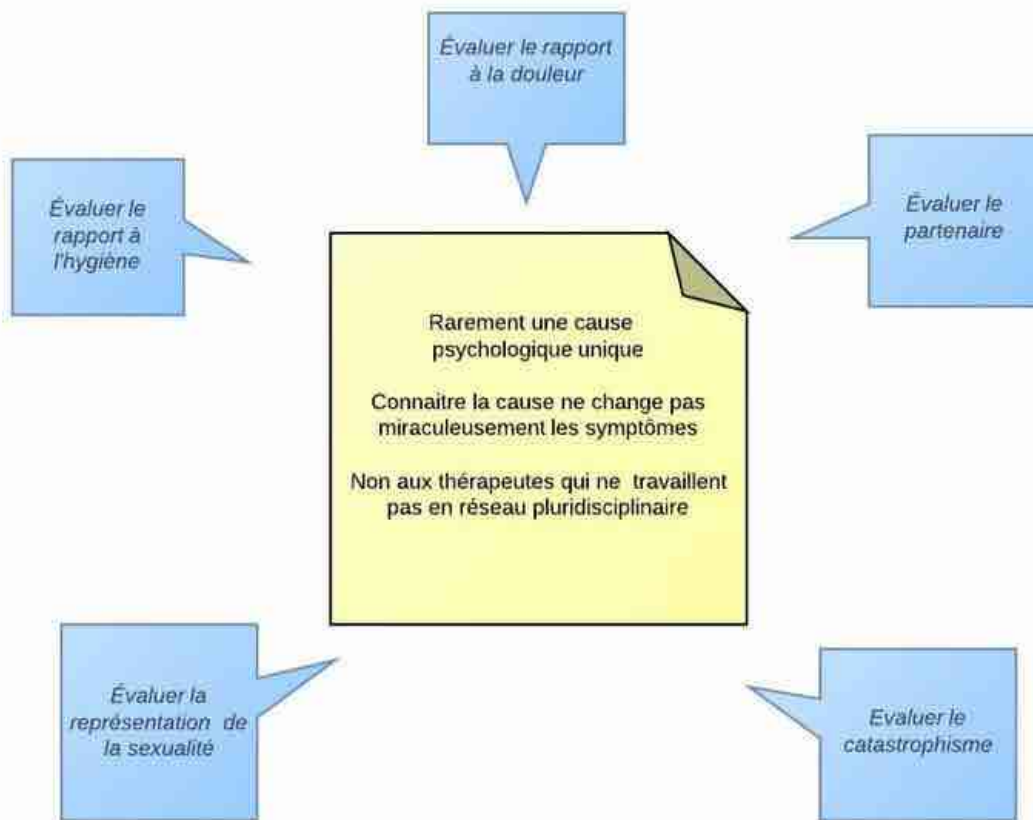 Évaluer le rapport
à la douleur
Évaluer le
rapport à
l'hygiène
Évaluer le
partenaire
Rarement une cause
psychologique unique
Connaitre la cause ne change pas
miraculeusement les symptômes
Non aux thérapeutes qui ne travaillent
pas en réseau pluridisciplinaire
Évaluer la
représentation de
la sexualité
Evaluer le
catastrophisme